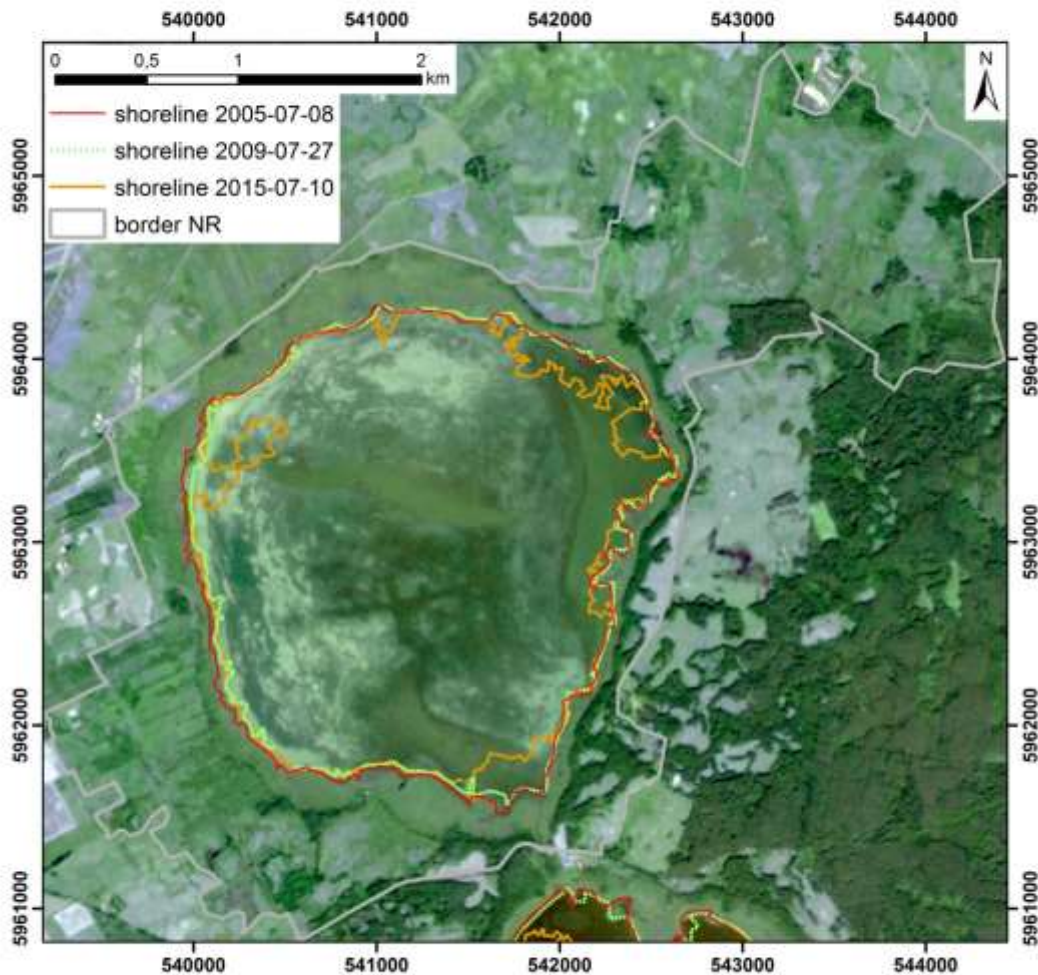 540000 541000 542000 543000 544000
0 0,5 1 2
km
N
shoreline 2005-07-08
shoreline 2009-07-27
shoreline 2015-07-10
border NR
5965000 5965000
5964000 5964000
5963000 5963000
5962000 5962000
5961000 5961000
540000 541000 542000 543000 544000